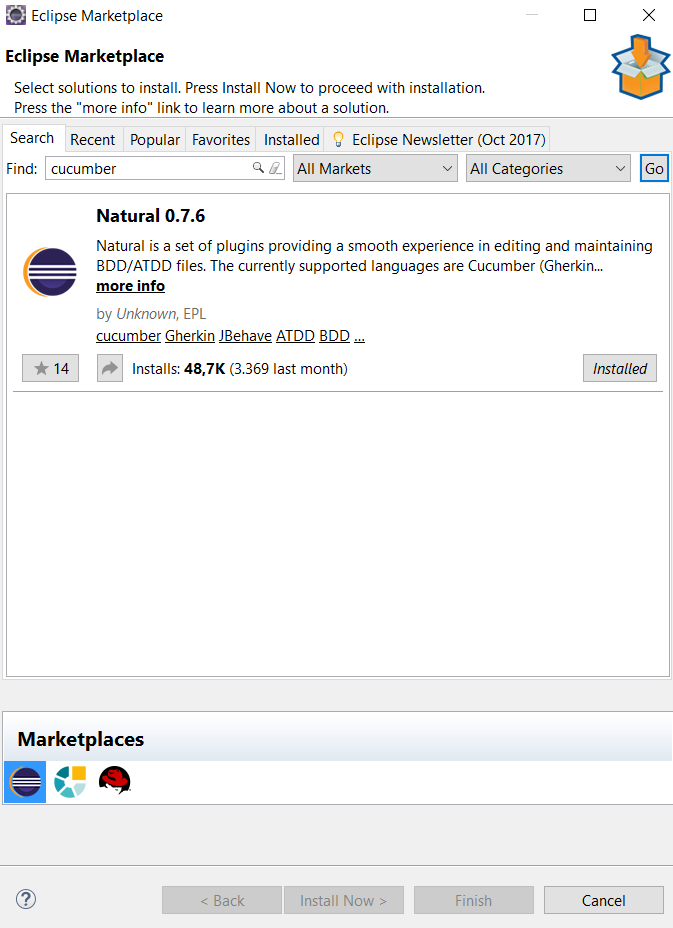 Eclipse Marketplace
Eclipse Marketplace
Select solutions to install. Press Install Now to proceed with installation.
Press the "more info" link to learn more about a solution.
Search Recent Popular Favorites Installed Eclipse Newsletter (Oct 2017)
Find: cucumber All Markets All Categories Go
Natural 0.7.6
Natural is a set of plugins providing a smooth experience in editing and maintaining
BDD/ATDD files. The currently supported languages are Cucumber (Gherkin...
more info
by Unknown, EPL
cucumber Gherkin JBehave ATDD BDD ...
14 Installs: 48,7K (3.369 last month) Installed
Marketplaces
? < Back Install Now > Finish Cancel